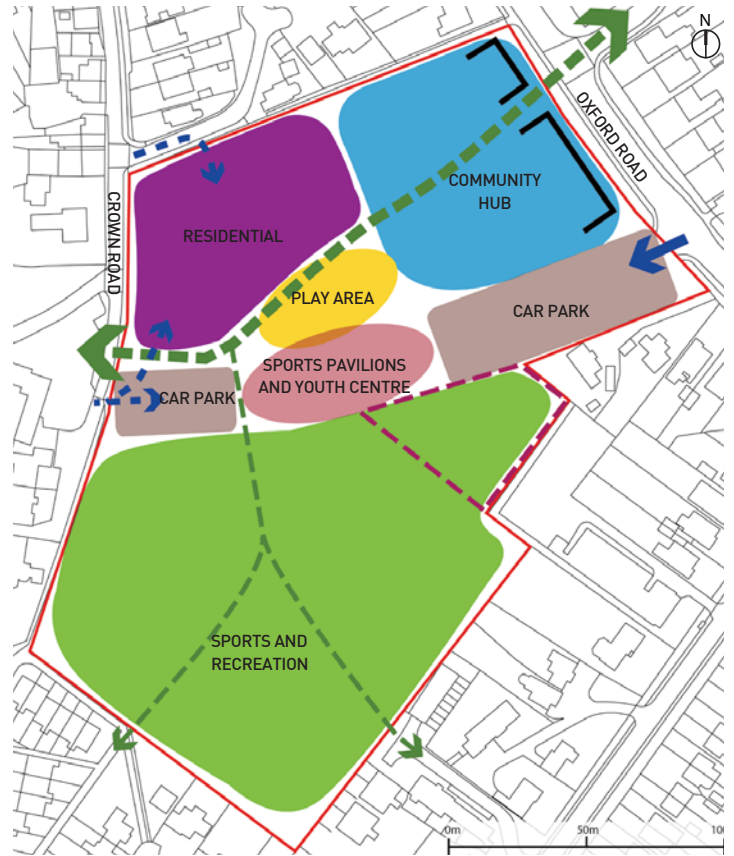 N
OXFORD ROAD
COMMUNITY
HUB
CROWN ROAD
RESIDENTIAL
PLAY AREA
CAR PARK
SPORTS PAVILIONS
AND YOUTH CENTRE
CAR PARK
SPORTS AND
RECREATION
0m
50m